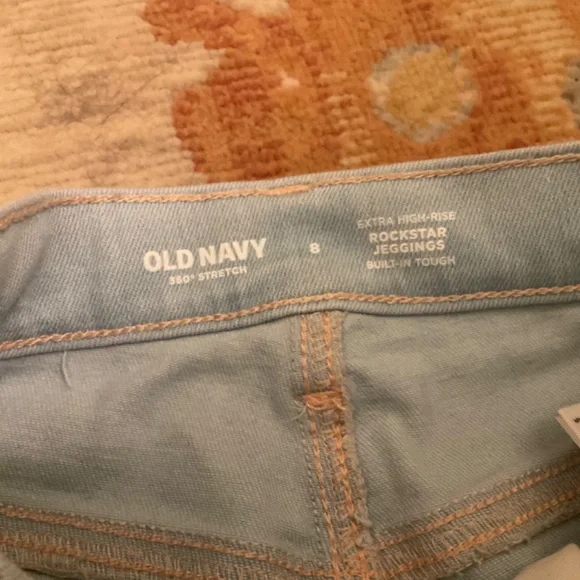 OLD NAVY
360° STRETCH
8
EXTRA HIGH-RISE
ROCKSTAR
JEGGINGS
BUILT-IN TOUGH